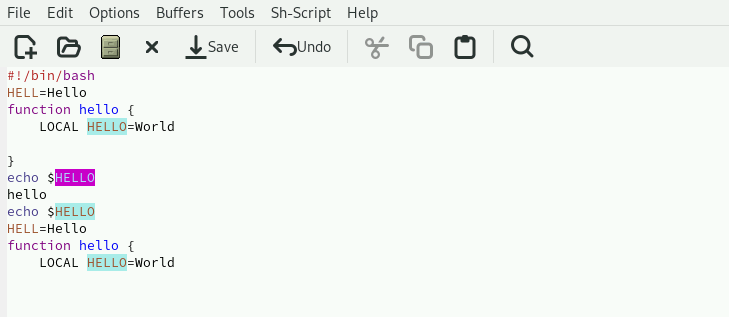 File Edit Options Buffers Tools Sh-Script Help
Save Undo
#!/bin/bash
HELL=Hello
function hello {
    LOCAL HELLO=World
}
echo $HELLO
hello
echo $HELLO
HELL=Hello
function hello {
    LOCAL HELLO=World